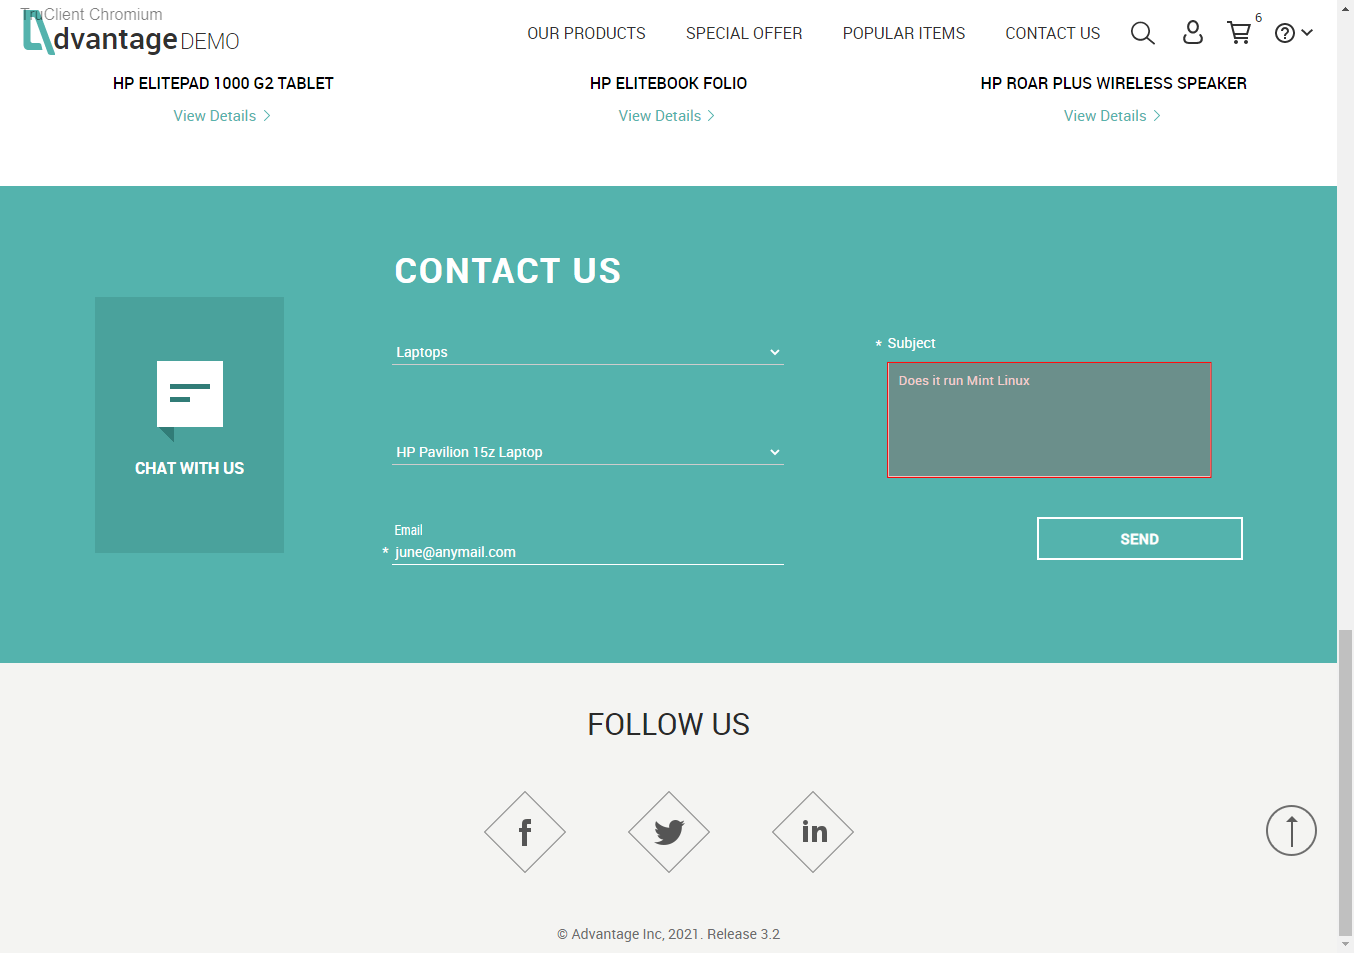 TruClient Chromium
dvantage DEMO
OUR PRODUCTS SPECIAL OFFER POPULAR ITEMS CONTACT US 6
HP ELITEPAD 1000 G2 TABLET HP ELITEBOOK FOLIO HP ROAR PLUS WIRELESS SPEAKER
View Details View Details View Details
CONTACT US
CHAT WITH US
Laptops
HP Pavilion 15z Laptop
Email
* june@anymail.com
* Subject
Does it run Mint Linux
SEND
FOLLOW US
© Advantage Inc, 2021. Release 3.2